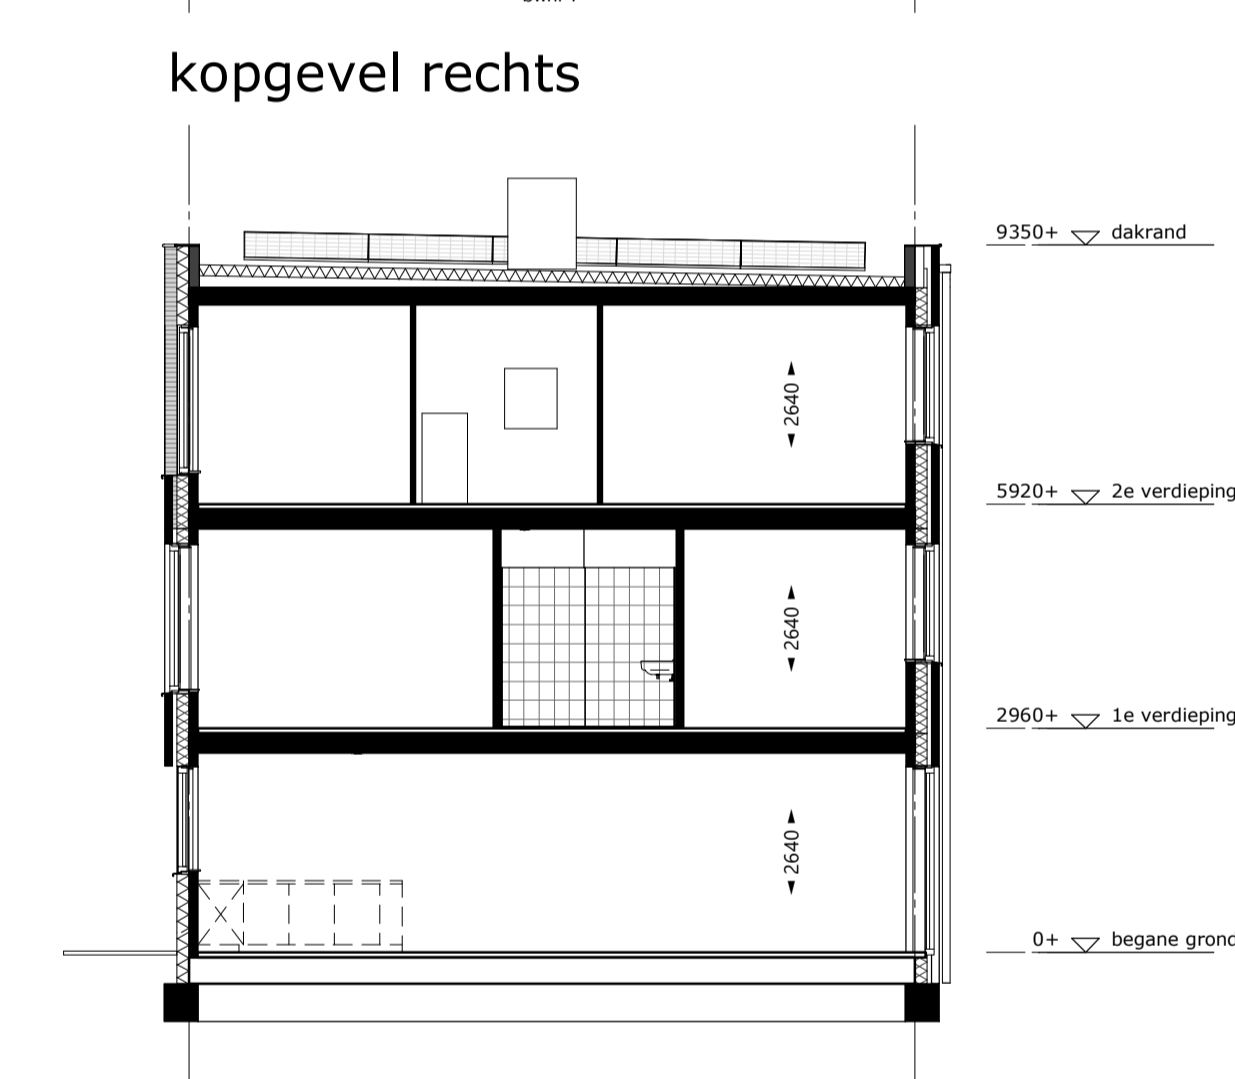 kopgevel rechts
9350+ dakrand
2640
5920+ 2e verdieping
2640
2960+ 1e verdieping
2640
0+ begane grond